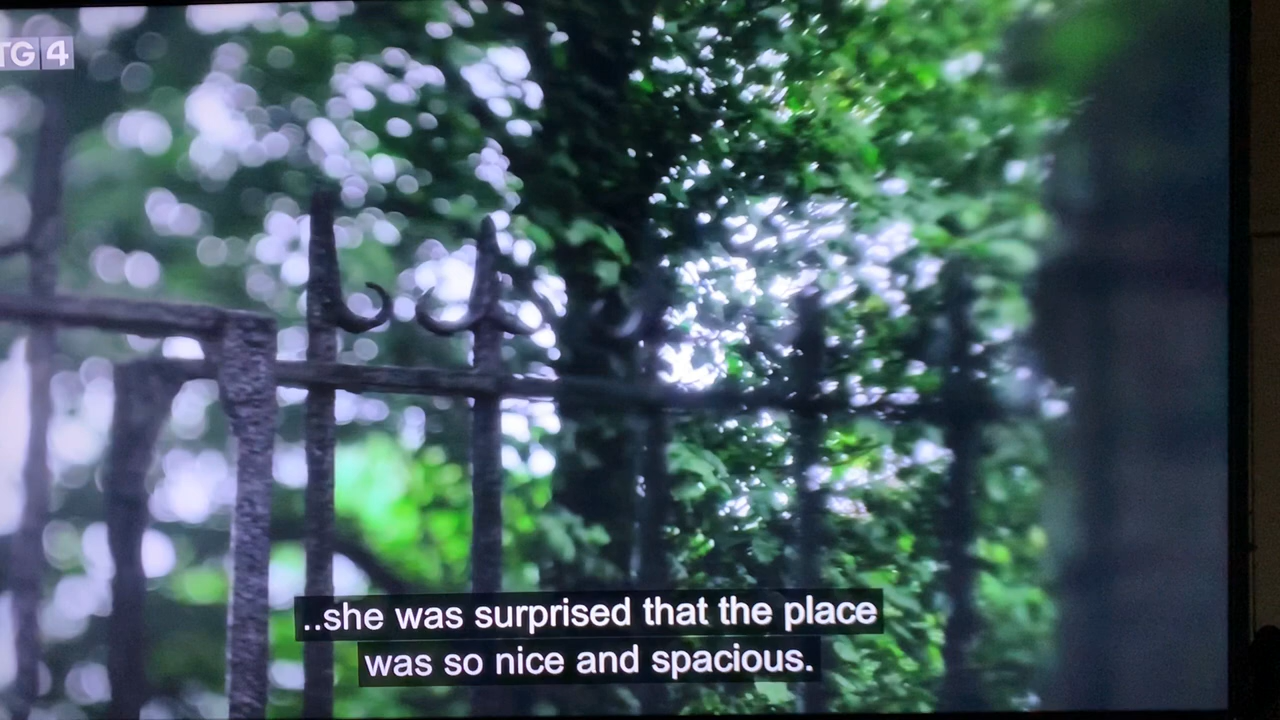 TG4
..she was surprised that the place
was so nice and spacious.